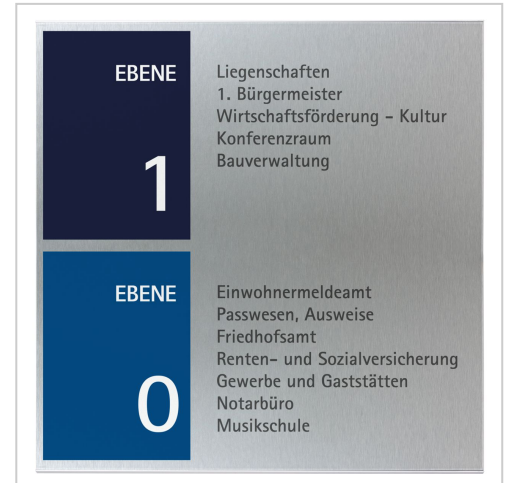 EBENE
1
Liegenschaften
1. Bürgermeister
Wirtschaftsförderung - Kultur
Konferenzraum
Bauverwaltung
EBENE
0
Einwohnermeldeamt
Passwesen, Ausweise
Friedhofsamt
Renten- und Sozialversicherung
Gewerbe und Gaststätten
Notarbüro
Musikschule